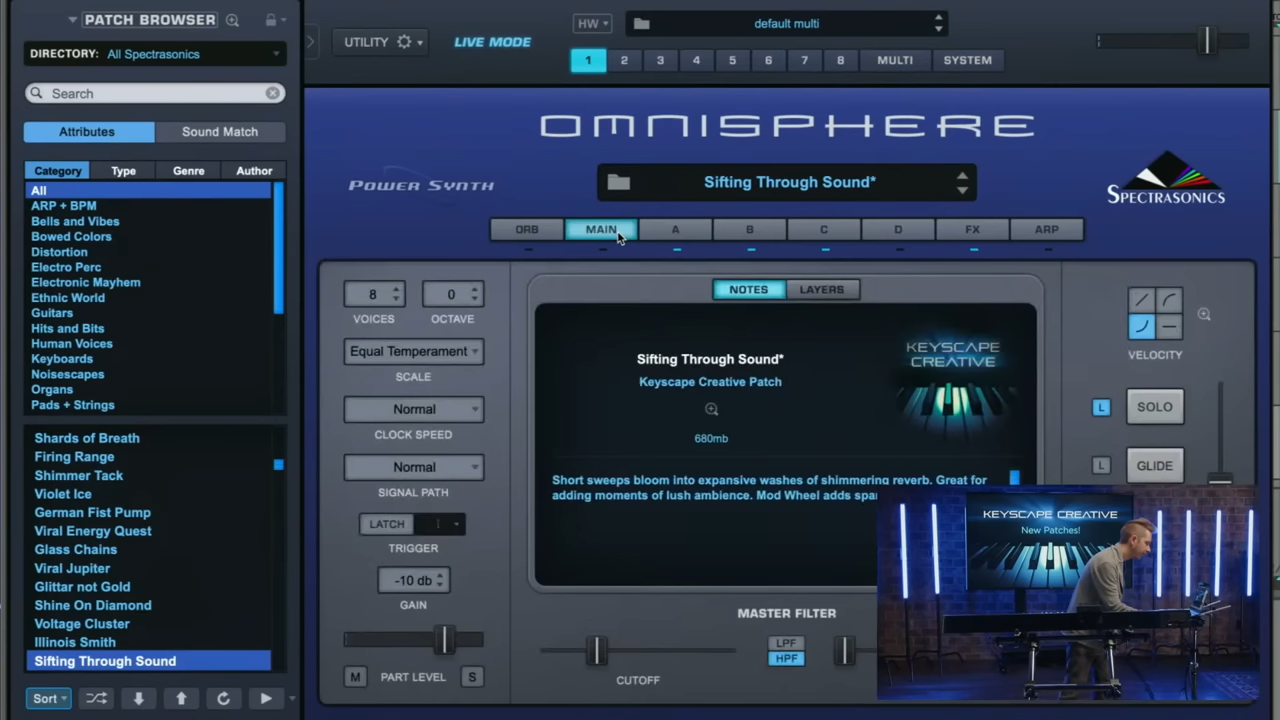 PATCH BROWSER
DIRECTORY: All Spectrasonics
Search
Attributes
Sound Match
Category
Type
Genre
Author
All
ARP + BPM
Bells and Vibes
Bowed Colors
Distortion
Electro Perc
Electronic Mayhem
Ethnic World
Guitars
Hits and Bits
Human Voices
Keyboards
Noisescapes
Organs
Pads + Strings
Shards of Breath
Firing Range
Shimmer Tack
Violet Ice
German Fist Pump
Viral Energy Quest
Glass Chains
Viral Jupiter
Glittar not Gold
Shine On Diamond
Voltage Cluster
Illinois Smith
Sifting Through Sound
Sort
UTILITY
LIVE MODE
HW
default multi
1
2
3
4
5
6
7
8
MULTI
SYSTEM
OMNISPHERE
POWER SYNTH
Sifting Through Sound*
SPECTRASONICS
ORB
MAIN
A
B
C
D
FX
ARP
8
0
VOICES
OCTAVE
Equal Temperament
SCALE
Normal
CLOCK SPEED
Normal
SIGNAL PATH
LATCH
TRIGGER
-10 db
GAIN
M
PART LEVEL
S
NOTES
LAYERS
Sifting Through Sound*
Keyscape Creative Patch
680mb
KEYSCAPE
CREATIVE
Short sweeps bloom into expansive washes of shimmering reverb. Great for
adding moments of lush ambience. Mod Wheel adds
MASTER FILTER
CUTOFF
LPF
HPF
VELOCITY
L
SOLO
L
GLIDE
KEYSCAPE CREATIVE
New Patches!